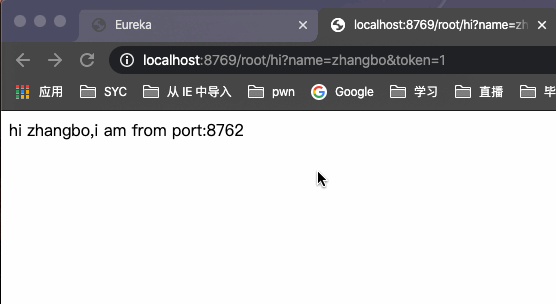 Eureka
localhost:8769/root/hi?name=zh
localhost:8769/root/hi?name=zhangbo&token=1
应用 SYC 从 IE 中导入 pwn Google 学习 直播 毕
hi zhangbo,i am from port:8762